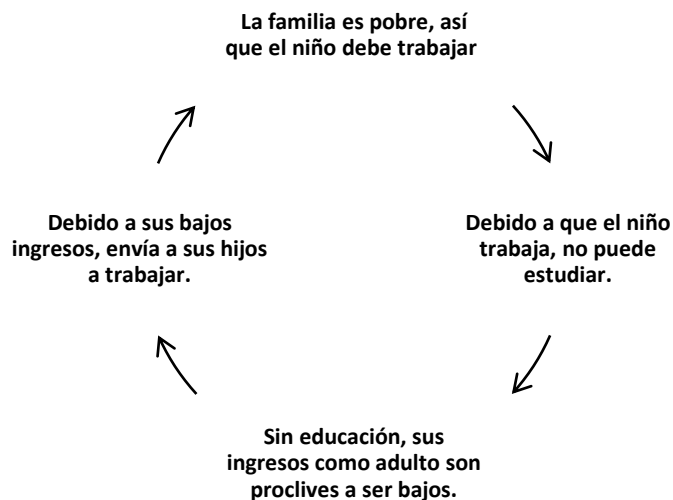 La familia es pobre, así
que el niño debe trabajar
Debido a que el niño
trabaja, no puede
estudiar.
Sin educación, sus
ingresos como adulto son
proclives a ser bajos.
Debido a sus bajos
ingresos, envía a sus hijos
a trabajar.